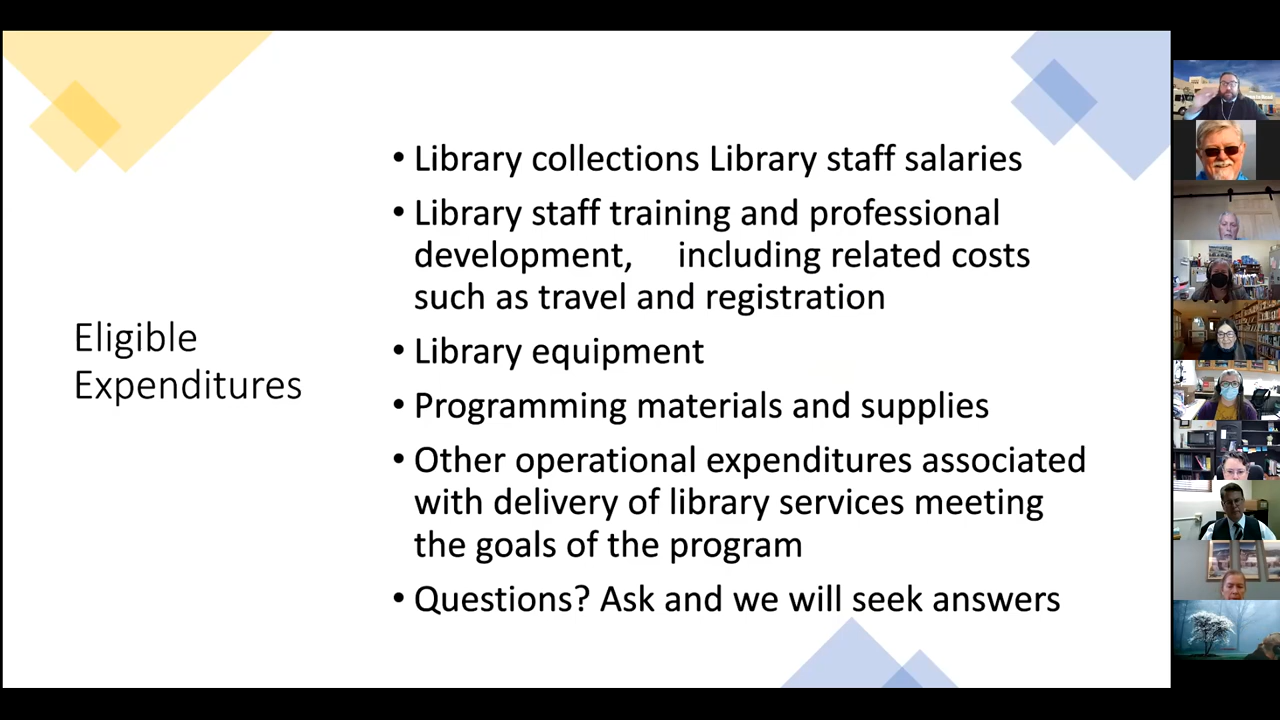 Eligible
Expenditures
• Library collections Library staff salaries
• Library staff training and professional
development, including related costs
such as travel and registration
• Library equipment
• Programming materials and supplies
• Other operational expenditures associated
with delivery of library services meeting
the goals of the program
• Questions? Ask and we will seek answers